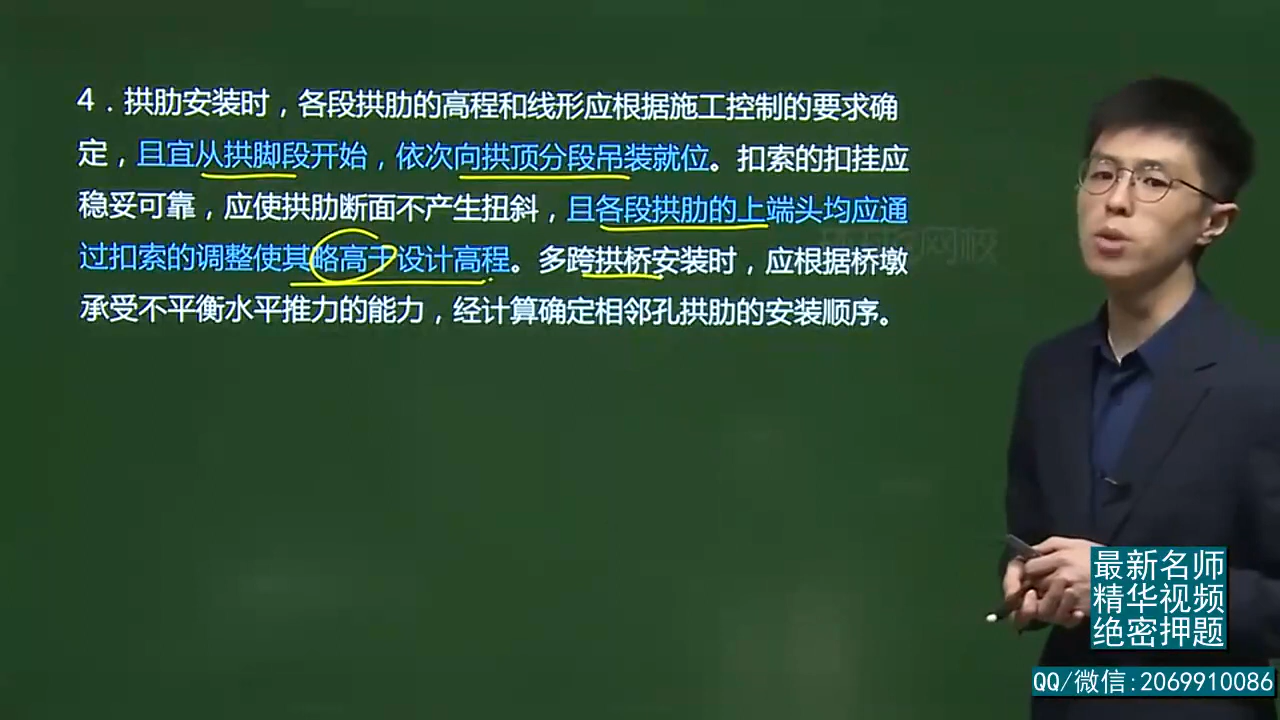 4．拱肋安装时，各段拱肋的高程和线形应根据施工控制的要求确
定，且宜从拱脚段开始，依次向拱顶分段吊装就位。扣索的扣挂应
稳妥可靠，应使拱肋断面不产生扭斜，且各段拱肋的上端头均应通
过扣索的调整使其略高于设计高程。多跨拱桥安装时，应根据桥墩
承受不平衡水平推力的能力，经计算确定相邻孔拱肋的安装顺序。
最新名师
精华视频
绝密押题
QQ/微信:2069910086